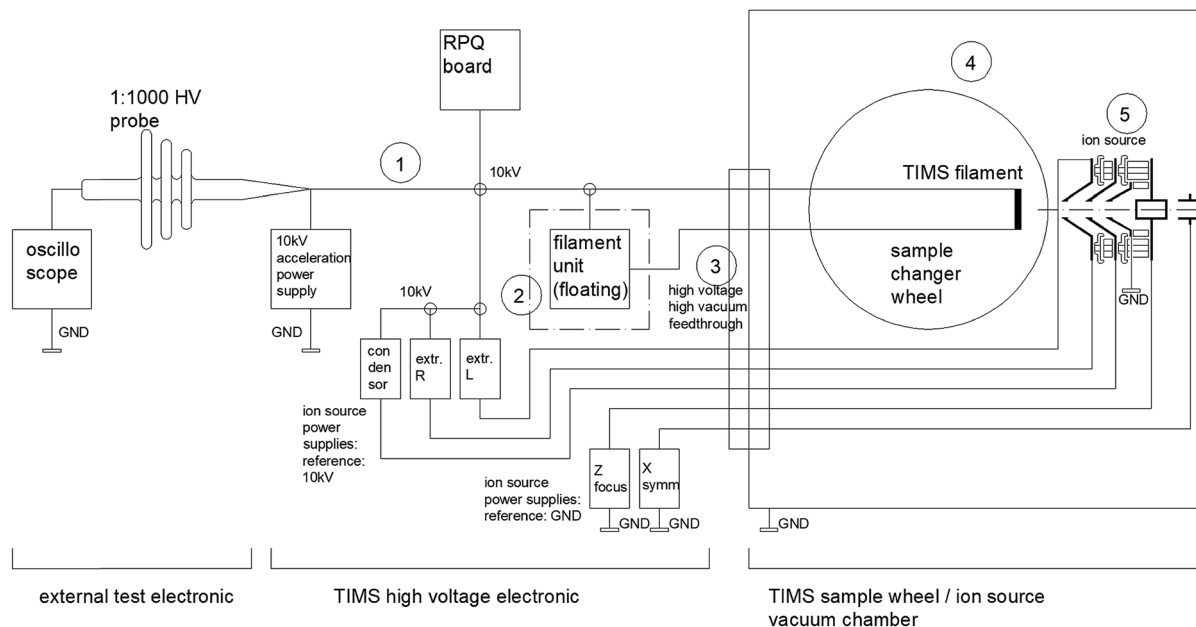 1:1000 HV
probe
RPQ
board
1
10kV
4
5
ion source
TIMS filament
oscillo
scope
GND
10kV
acceleration
power
supply
GND
10kV
2
filament
unit
(floating)
3
high voltage
high vacuum
feedthrough
sample
changer
wheel
GND
con
den
sor
extr.
R
extr.
L
ion source
power
supplies:
reference:
10kV
ion source
power supplies:
reference: GND
Z
focus
X
symm
GND
GND
GND
external test electronic
TIMS high voltage electronic
TIMS sample wheel / ion source
vacuum chamber